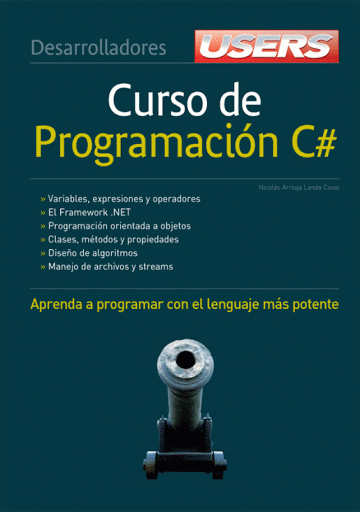 Desarrolladores
USERS
Curso de
Programación C#
Nicolás Arrioja Landa Cosio
» Variables, expresiones y operadores
» El Framework .NET
» Programación orientada a objetos
» Clases, métodos y propiedades
» Diseño de algoritmos
» Manejo de archivos y streams
Aprenda a programar con el lenguaje más potente